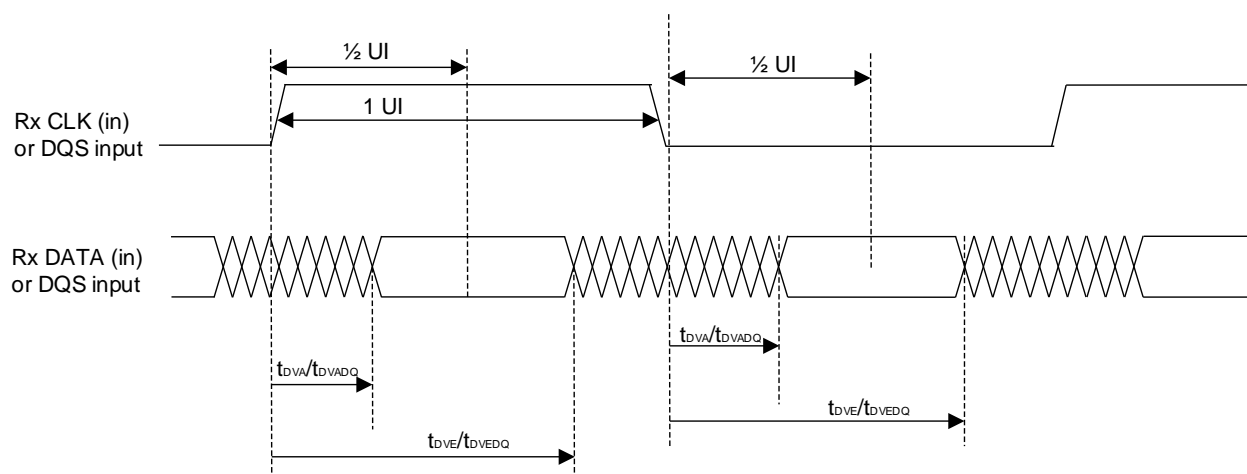 ½ UI
½ UI
1 UI
Rx CLK (in)
or DQS input
Rx DATA (in)
or DQS input
tDVA/tDVADQ
tDVA/tDVADQ
tDVE/tDVEDQ
tDVE/tDVEDQ